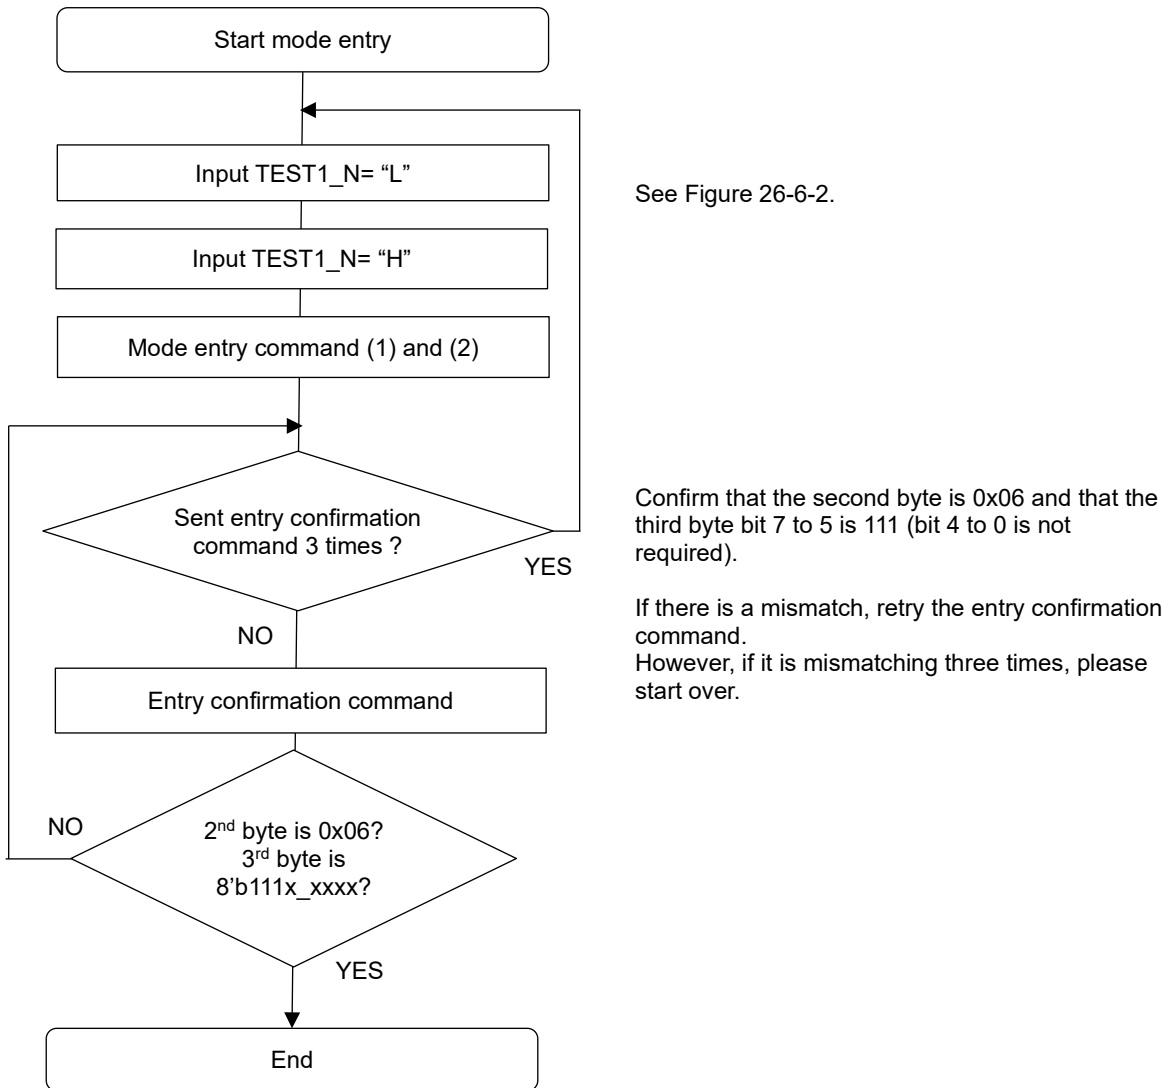 Start mode entry
Input TEST1_N= “L”
See Figure 26-6-2.
Input TEST1_N= “H”
Mode entry command (1) and (2)
Sent entry confirmation
command 3 times ?
YES
Confirm that the second byte is 0x06 and that the
third byte bit 7 to 5 is 111 (bit 4 to 0 is not
required).
If there is a mismatch, retry the entry confirmation
command.
However, if it is mismatching three times, please
start over.
NO
Entry confirmation command
NO
2nd byte is 0x06?
3rd byte is
8’b111x_xxxx?
YES
End